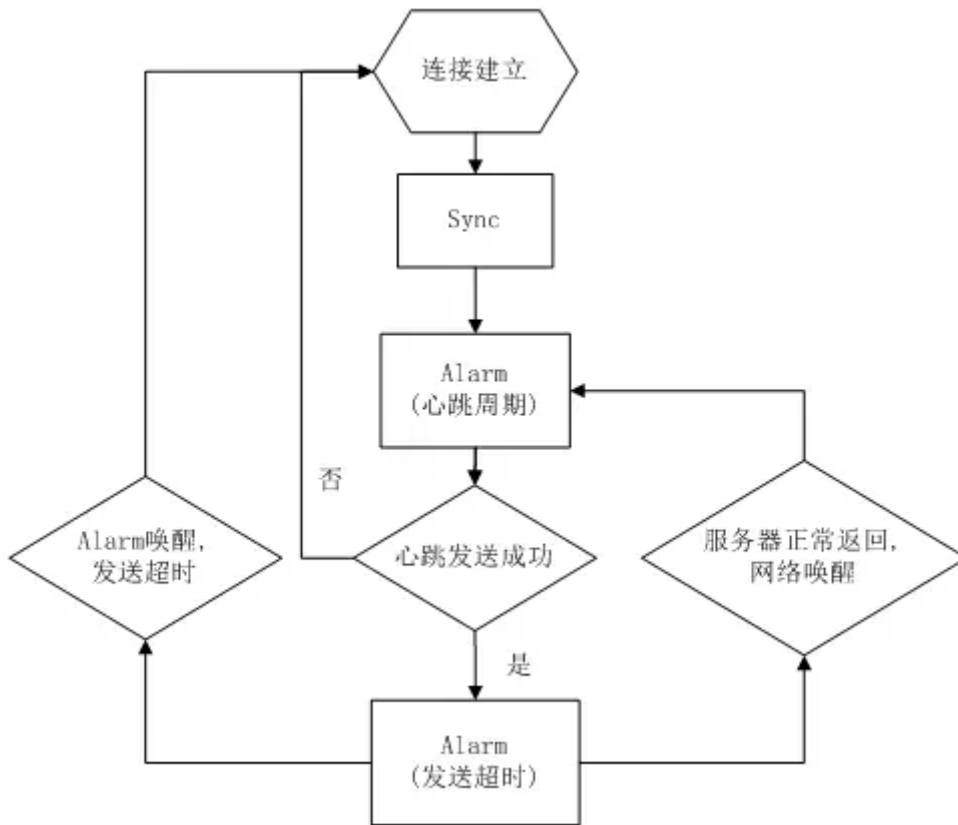 连接建立
Sync
Alarm
(心跳周期)
否
Alarm唤醒,
发送超时
心跳发送成功
服务器正常返回,
网络唤醒
是
Alarm
(发送超时)